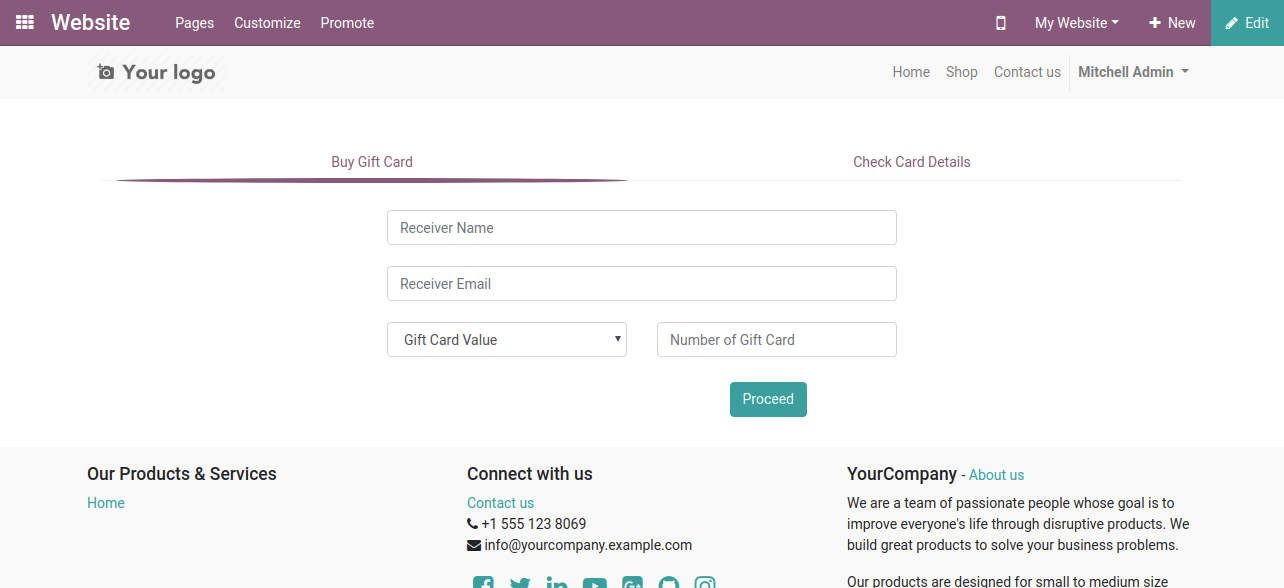 Website Pages Customize Promote My Website New Edit
Your logo Home Shop Contact us Mitchell Admin
Buy Gift Card Check Card Details
Receiver Name
Receiver Email
Gift Card Value Number of Gift Card
Proceed
Our Products & Services
Home
Connect with us
Contact us
+1 555 123 8069
info@yourcompany.example.com
YourCompany - About us
We are a team of passionate people whose goal is to
improve everyone's life through disruptive products. We
build great products to solve your business problems.
Our products are designed for small to medium size